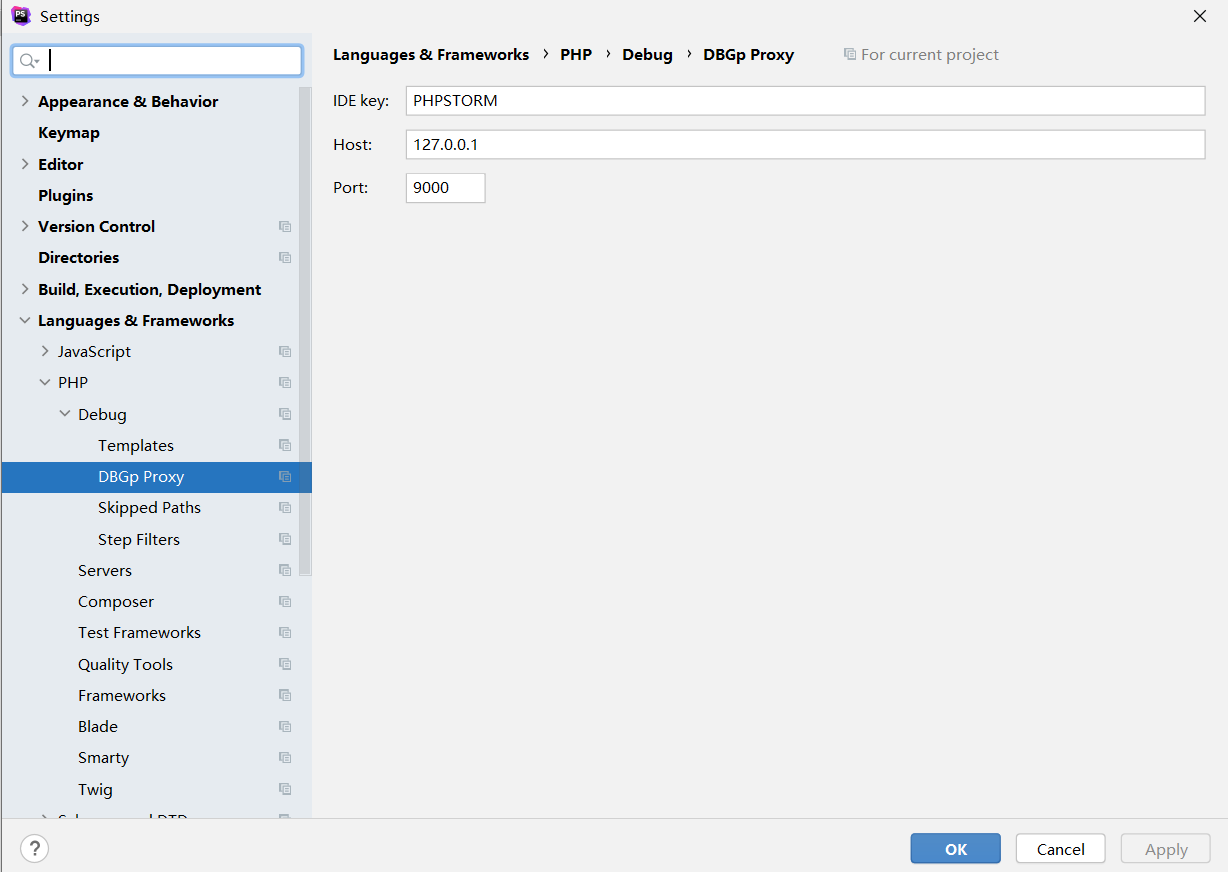 PS Settings
Languages & Frameworks › PHP › Debug › DBGp Proxy For current project
Appearance & Behavior
Keymap
Editor
Plugins
Version Control
Directories
Build, Execution, Deployment
Languages & Frameworks
JavaScript
PHP
Debug
Templates
DBGp Proxy
Skipped Paths
Step Filters
Servers
Composer
Test Frameworks
Quality Tools
Frameworks
Blade
Smarty
Twig
IDE key: PHPSTORM
Host: 127.0.0.1
Port: 9000
?
OK Cancel Apply